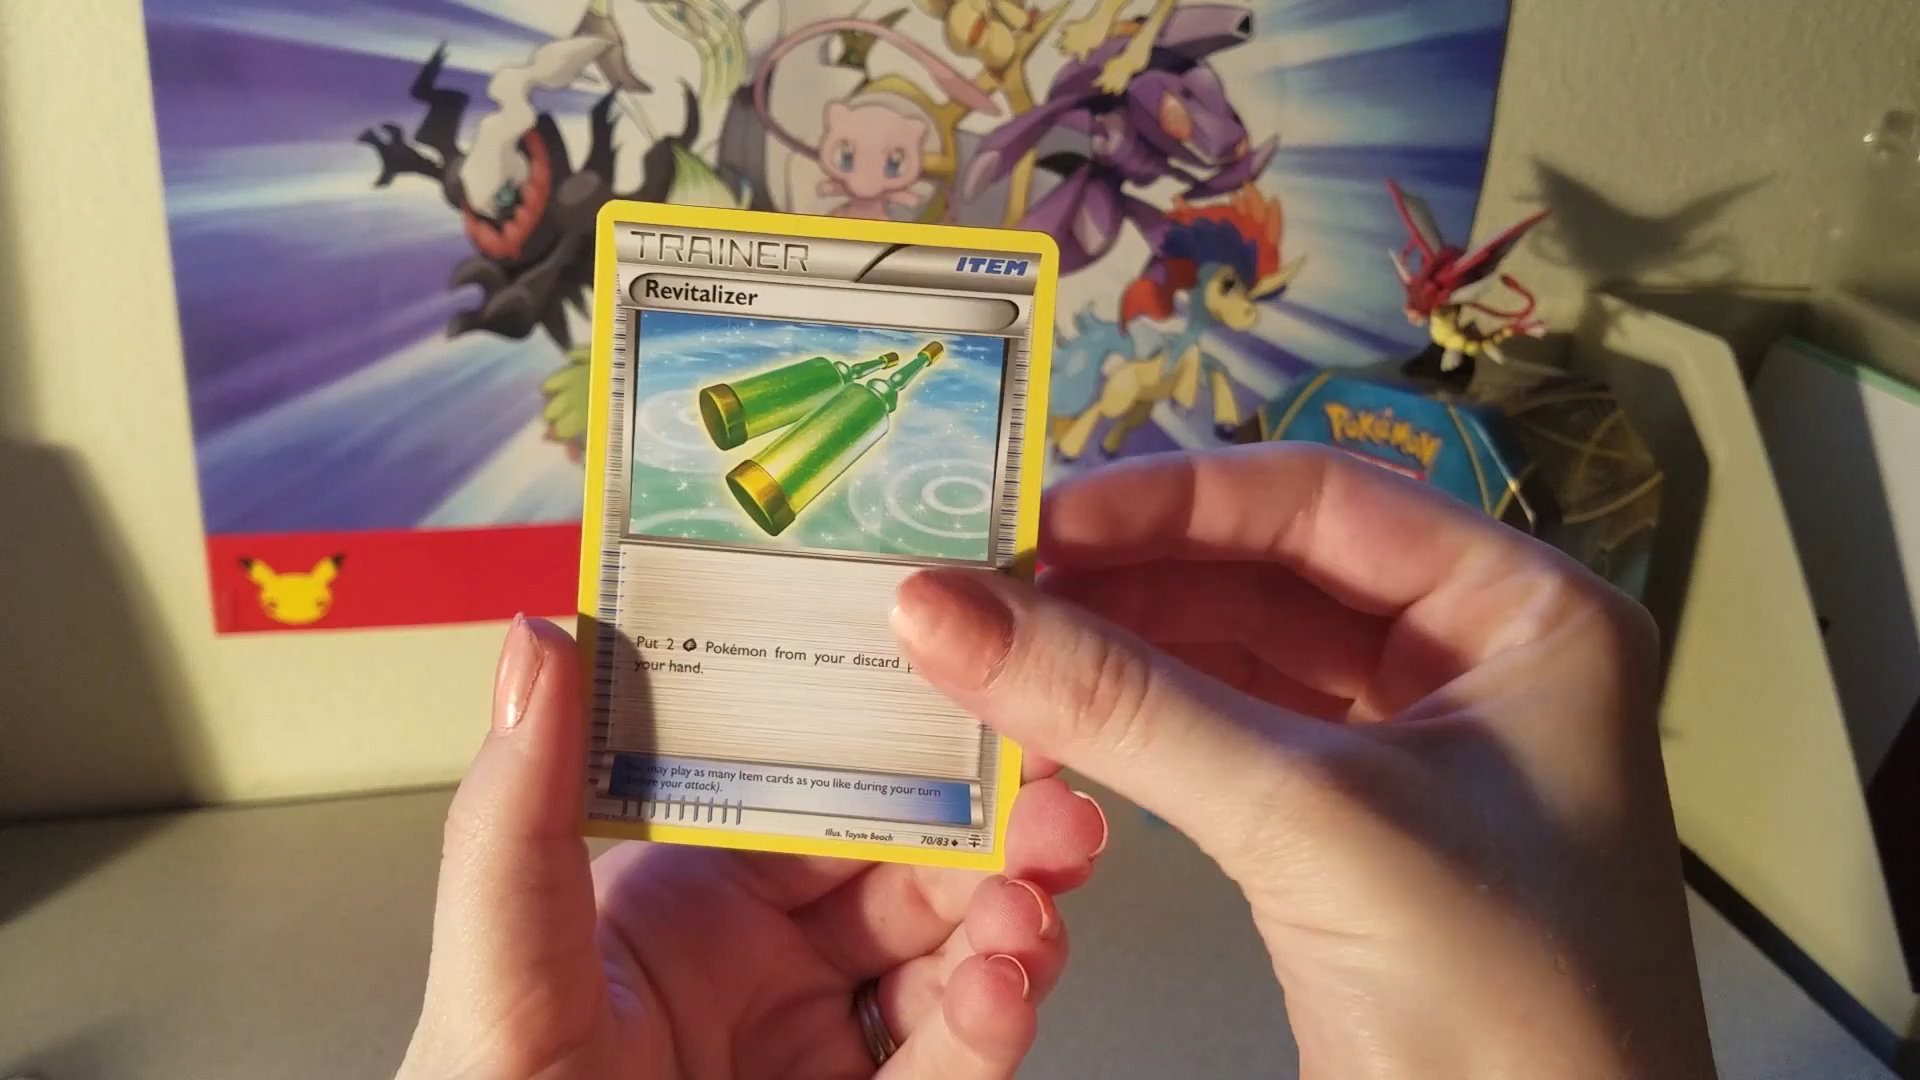 TRAINER
ITEM
Revitalizer
Put 2 Pokémon from your discard
your hand.
may play as many Item cards as you like during your turn
your attack).
Illus. Toyste Beach
70/83
POKéMON